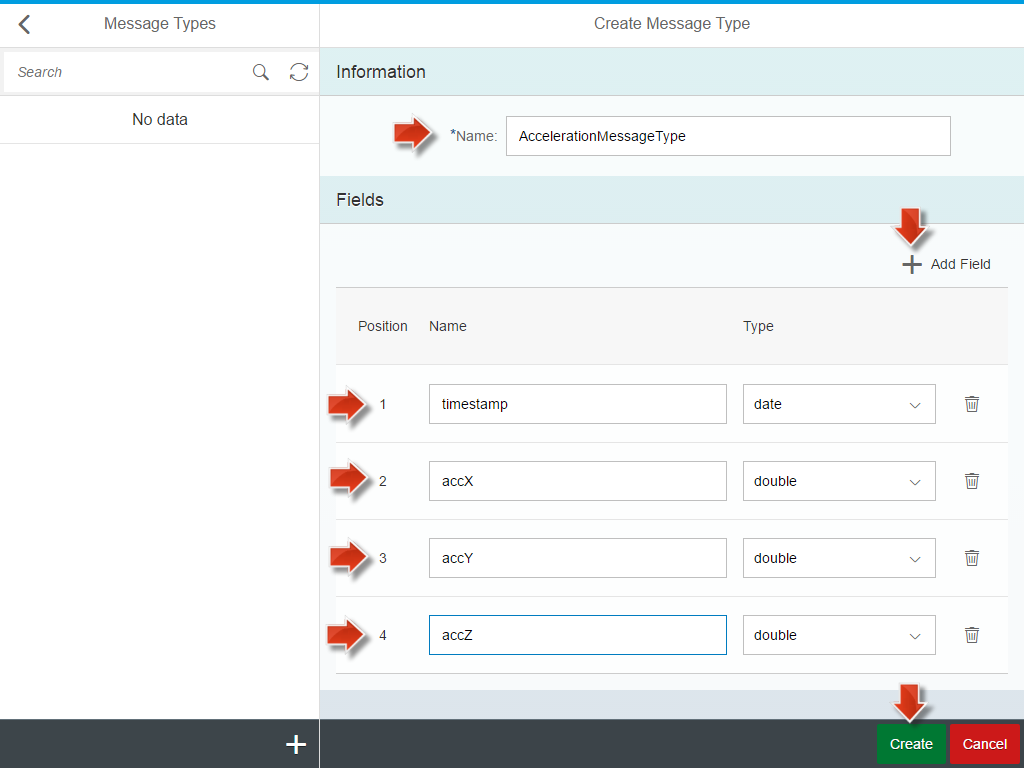 Message Types
Create Message Type
Search
No data
Information
*Name: AccelerationMessageType
Fields
Add Field
Position Name Type
1 timestamp date
2 accX double
3 accY double
4 accZ double
Create Cancel